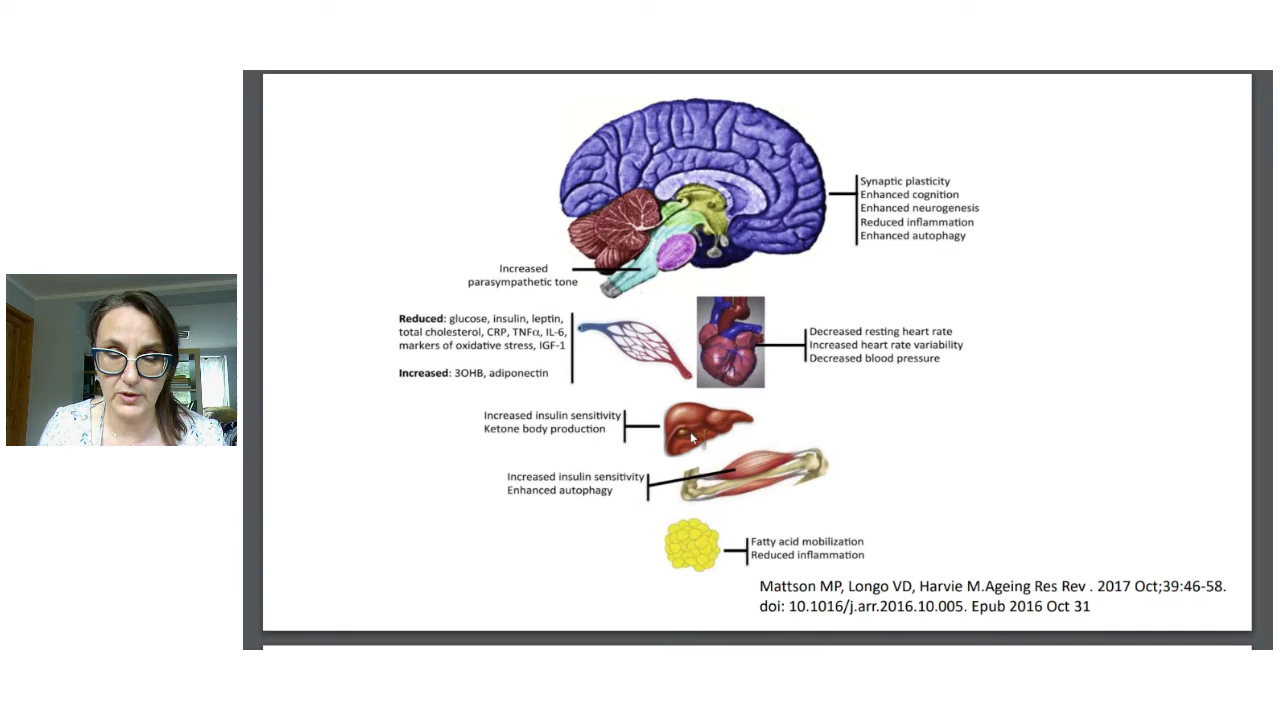 Synaptic plasticity
Enhanced cognition
Enhanced neurogenesis
Reduced inflammation
Enhanced autophagy
Increased
parasympathetic tone
Reduced: glucose, insulin, leptin,
total cholesterol, CRP, TNFα, IL-6,
markers of oxidative stress, IGF-1
Increased: 3OHB, adiponectin
Decreased resting heart rate
Increased heart rate variability
Decreased blood pressure
Increased insulin sensitivity
Ketone body production
Increased insulin sensitivity
Enhanced autophagy
Fatty acid mobilization
Reduced inflammation
Mattson MP, Longo VD, Harvie M.Ageing Res Rev . 2017 Oct;39:46-58.
doi: 10.1016/j.arr.2016.10.005. Epub 2016 Oct 31